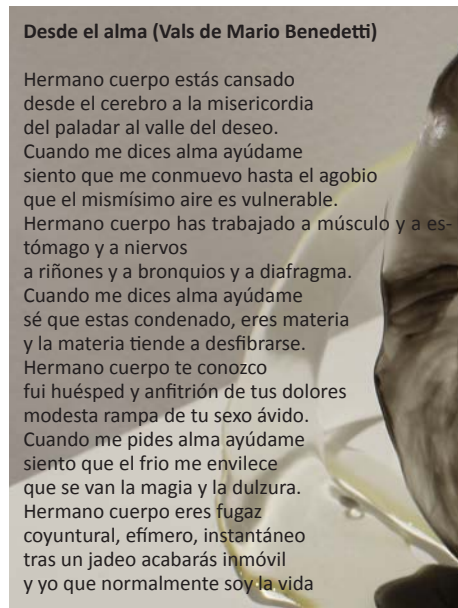 Desde el alma (Vals de Mario Benedetti)
Hermano cuerpo estás cansado
desde el cerebro a la misericordia
del paladar al valle del deseo.
Cuando me dices alma ayúdame
siento que me conmuevo hasta el agobio
que el mismísimo aire es vulnerable.
Hermano cuerpo has trabajado a músculo y a es-
tómago y a niervos
a riñones y a bronquios y a diafragma.
Cuando me dices alma ayúdame
sé que estas condenado, eres materia
y la materia tiende a desfibrarse.
Hermano cuerpo te conozco
fui huésped y anfitrión de tus dolores
modesta rampa de tu sexo ávido.
Cuando me pides alma ayúdame
siento que el frio me envilece
que se van la magia y la dulzura.
Hermano cuerpo eres fugaz
coyuntural, efímero, instantáneo
tras un jadeo acabarás inmóvil
y yo que normalmente soy la vida